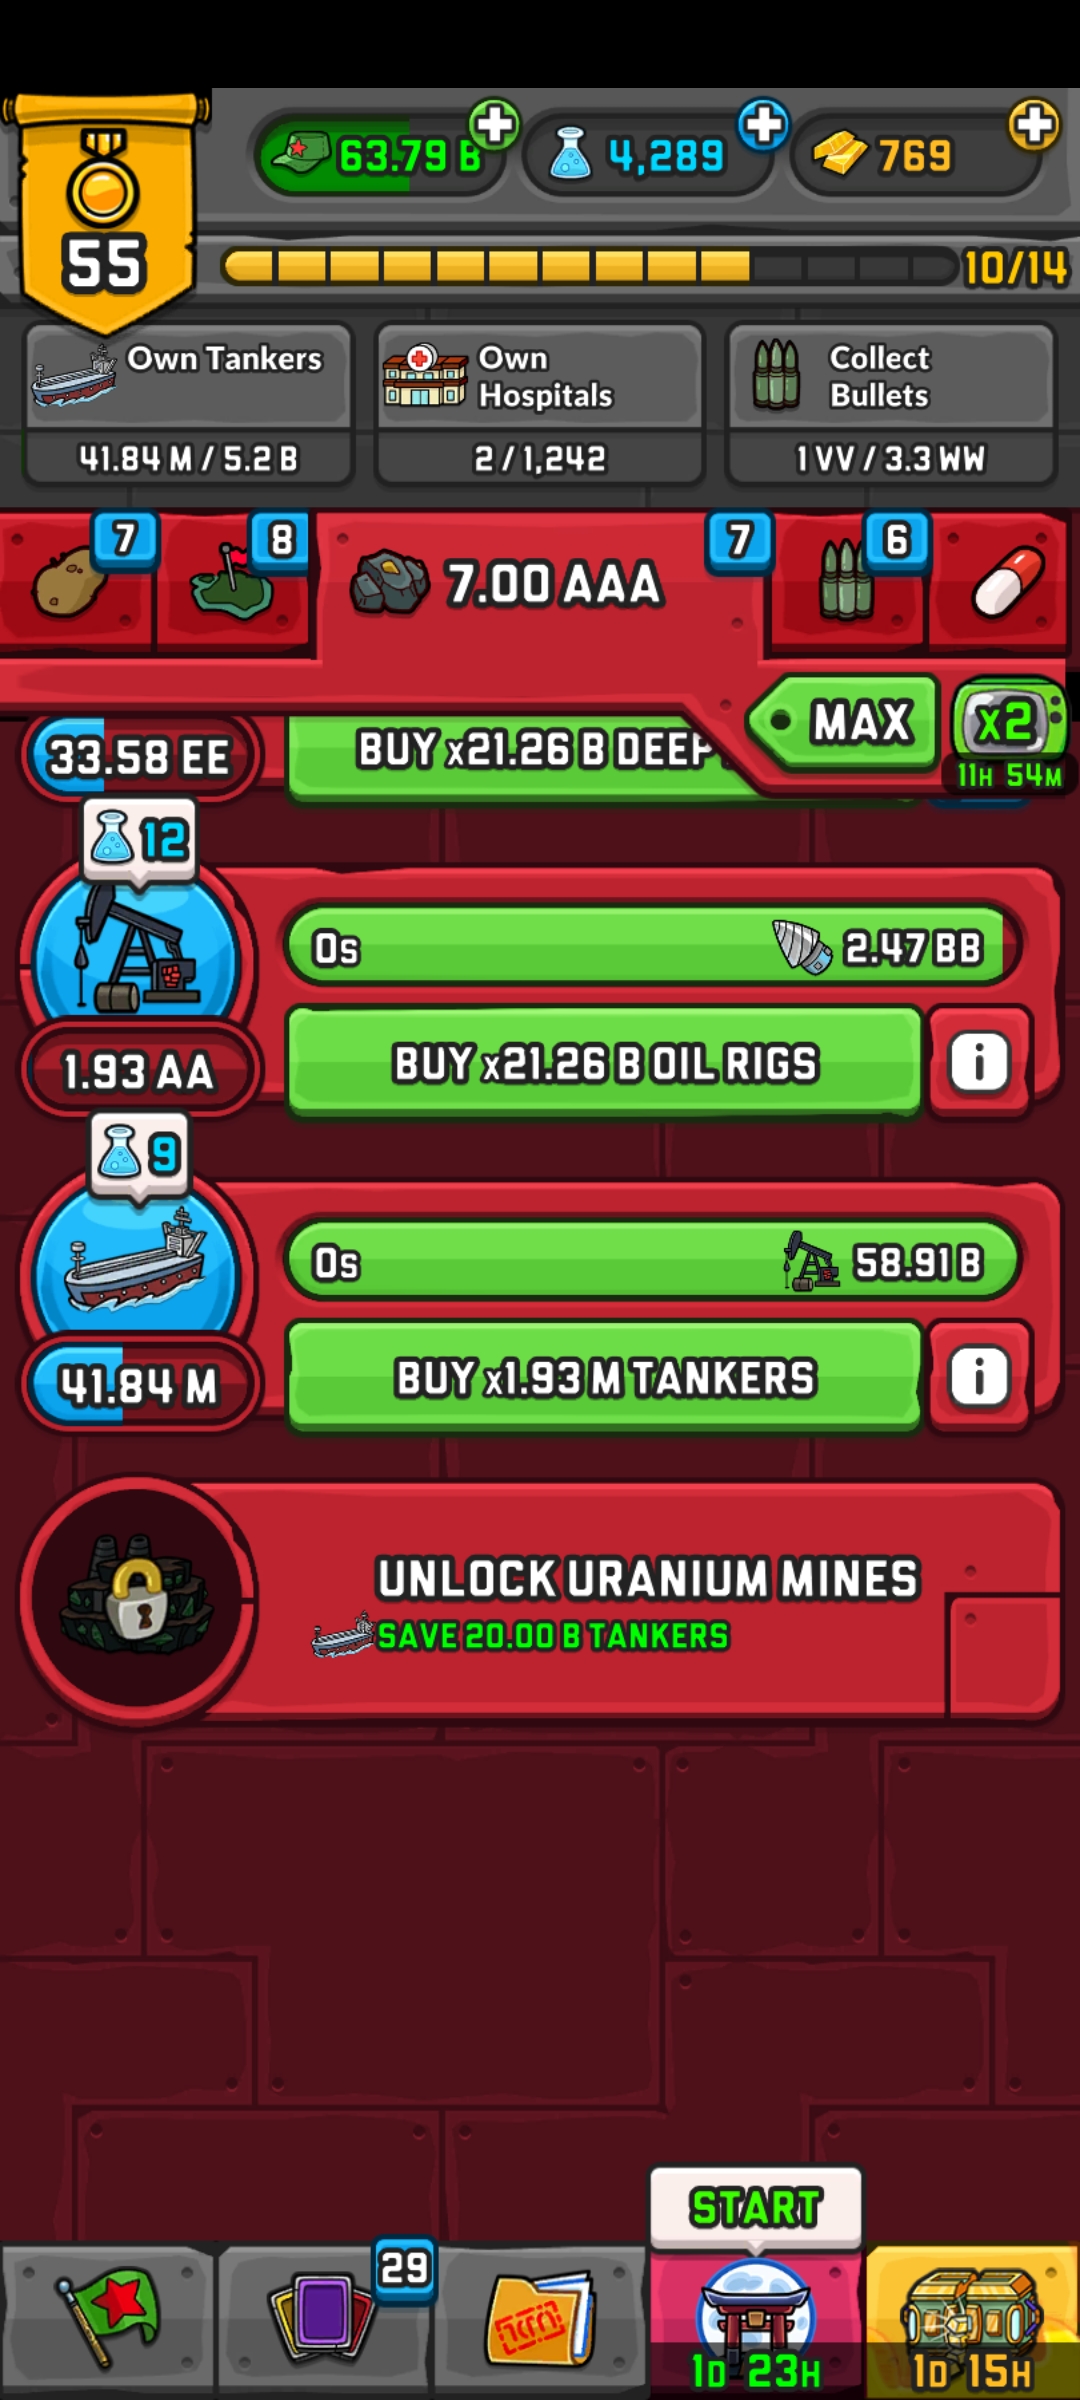 63.79 B
4,289
769
55
10/14
Own Tankers
41.84 M / 5.2 B
Own
Hospitals
2 / 1,242
Collect
Bullets
1 VV / 3.3 WW
7
8
7.00 AAA
7
6
MAX
x2
11H 54M
33.58 EE
BUY x21.26 B DEEP
12
0s
2.47 BB
1.93 AA
BUY x21.26 B OIL RIGS
i
9
0s
58.91 B
41.84 M
BUY x1.93 M TANKERS
i
UNLOCK URANIUM MINES
SAVE 20.00 B TANKERS
START
29
1D 23H
1D 15H